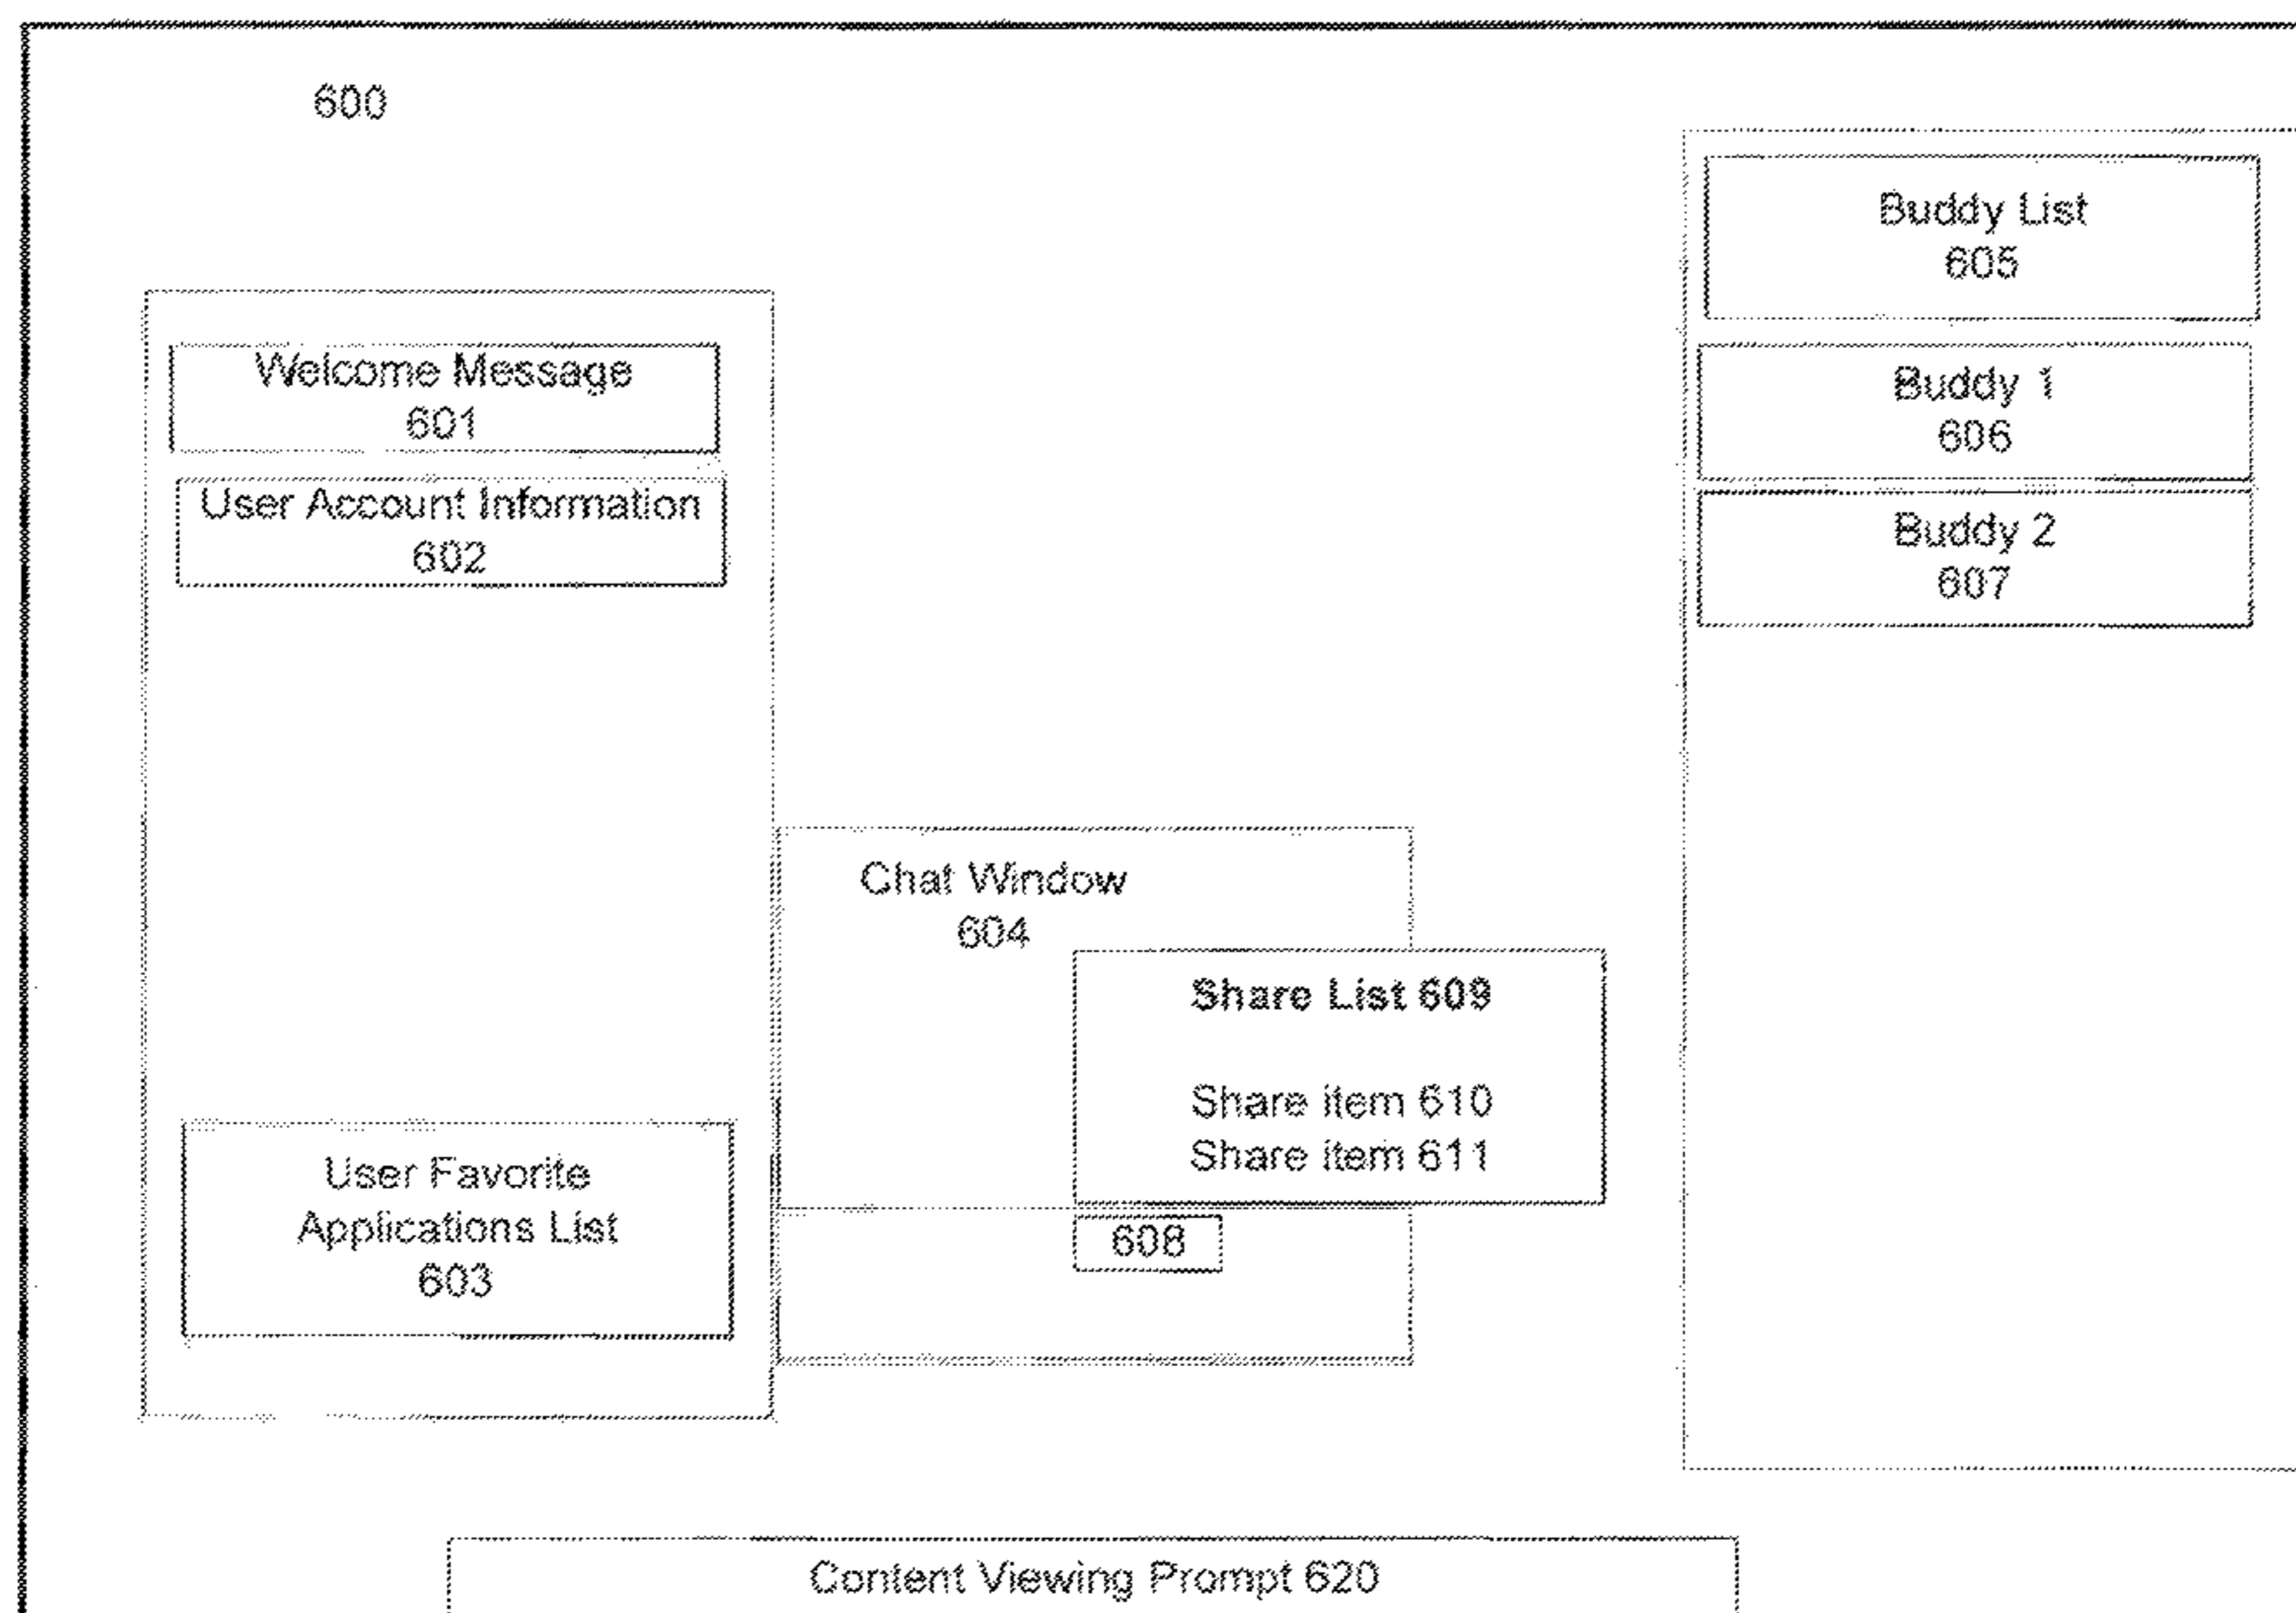 600
Welcome Message
601
User Account Information
602
User Favorite
Applications List
603
Chat Window
604
Share List 609
Share item 610
Share item 611
608
Buddy List
605
Buddy 1
606
Buddy 2
607
Content Viewing Prompt 620